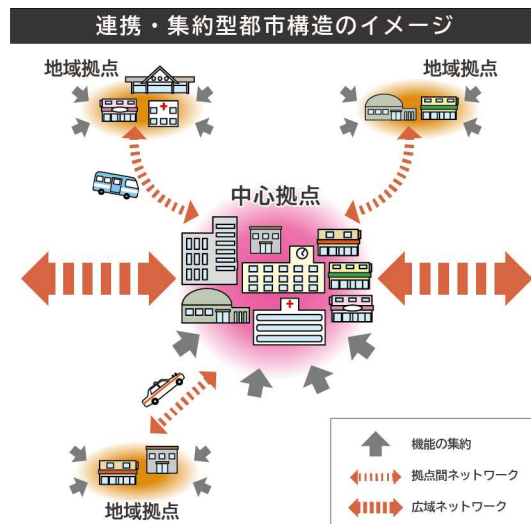 連携・集約型都市構造のイメージ
地域拠点
地域拠点
中心拠点
地域拠点
機能の集約
拠点間ネットワーク
広域ネットワーク